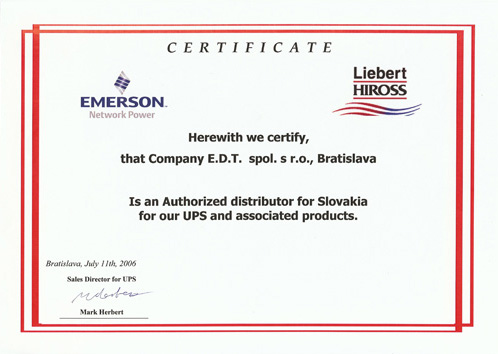 CERTIFICATE
EMERSON
Network Power
Liebert
HIROSS
Herewith we certify,
that Company E.D.T. spol. s r.o., Bratislava
Is an Authorized distributor for Slovakia
for our UPS and associated products.
Bratislava, July 11th, 2006
Sales Director for UPS
Mark Herbert